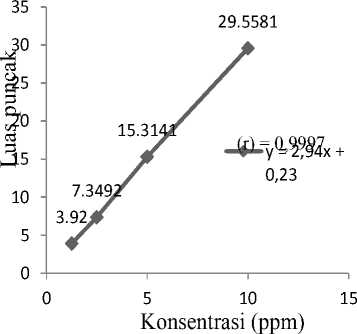 35
30
25
20
15
10
5
0
Luas puncak
29.5581
15.3141
7.3492
3.92
(r) = 0.9997
y = 2,94x +
0,23
0 5 10 15
Konsentrasi (ppm)